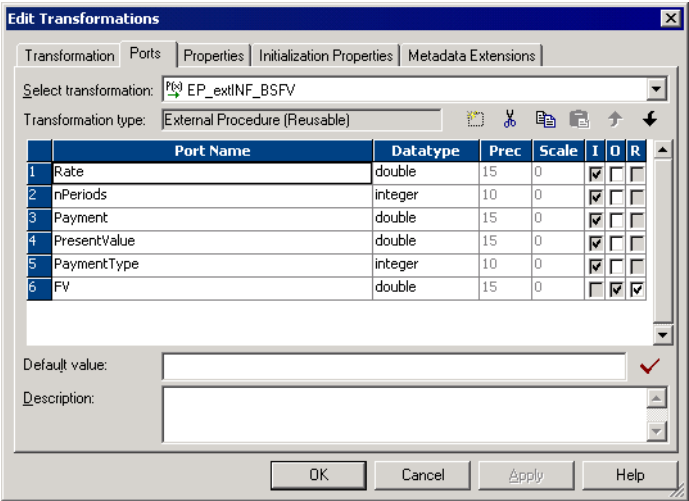 Edit Transformations
Transformation Ports Properties Initialization Properties Metadata Extensions
Select transformation: EP_extINF_BSFV
Transformation type: External Procedure (Reusable)
Port Name Datatype Prec Scale I O R
1 Rate double 15 0
2 nPeriods integer 10 0
3 Payment double 15 0
4 PresentValue double 15 0
5 PaymentType integer 10 0
6 FV double 15 0
Default value:
Description:
OK Cancel Apply Help